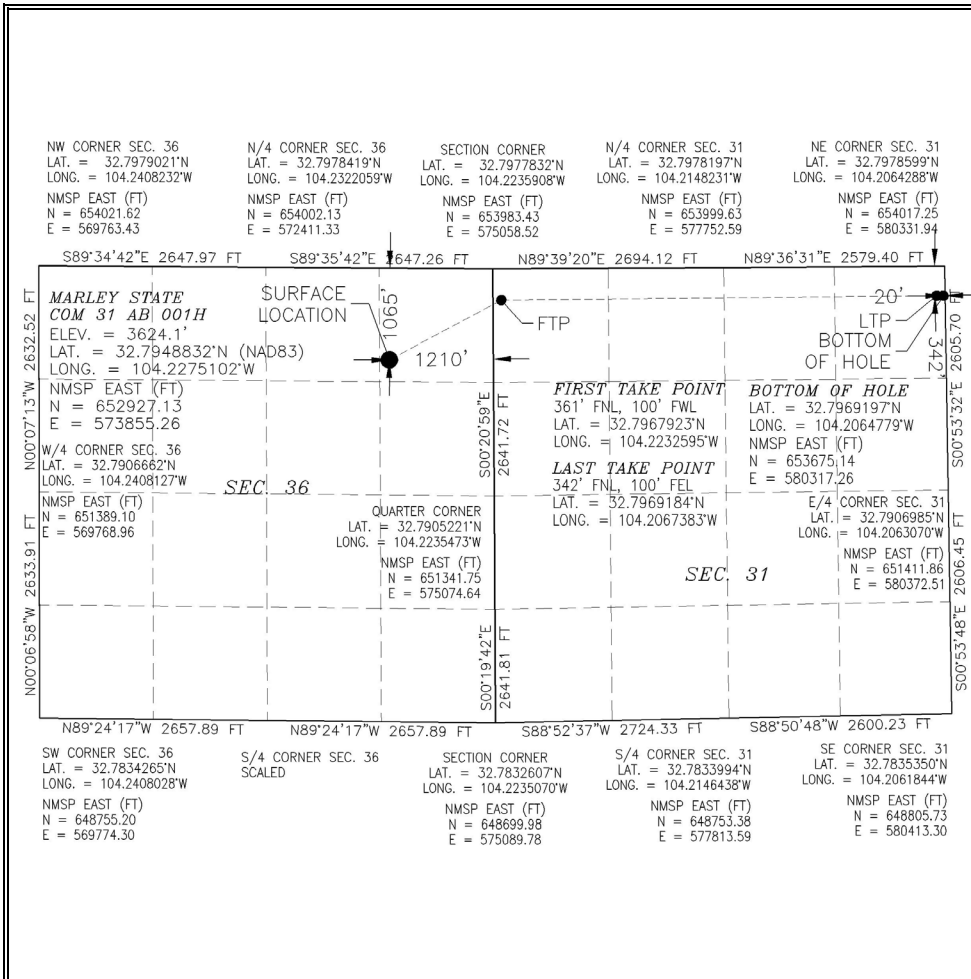 NW CORNER SEC. 36
LAT. = 32.7979021°N
LONG. = 104.2408232°W
NMSP EAST (FT)
N = 654021.62
E = 569763.43
N/4 CORNER SEC. 36
LAT. = 32.7978419°N
LONG. = 104.2322059°W
NMSP EAST (FT)
N = 654002.13
E = 572411.33
SECTION CORNER
LAT. = 32.7977832°N
LONG. = 104.2235908°W
NMSP EAST (FT)
N = 653983.43
E = 575058.52
N/4 CORNER SEC. 31
LAT. = 32.7978197°N
LONG. = 104.2148231°W
NMSP EAST (FT)
N = 653999.63
E = 577752.59
NE CORNER SEC. 31
LAT. = 32.7978599°N
LONG. = 104.2064288°W
NMSP EAST (FT)
N = 654017.25
E = 580331.94
S89°34'42"E 2647.97 FT
S89°35'42"E 2647.26 FT
N89°39'20"E 2694.12 FT
N89°36'31"E 2579.40 FT
N00°07'13"W 2632.52 FT
MARLEY STATE
COM 31 AB 001H
ELEV. = 3624.1'
LAT. = 32.7948832°N (NAD83)
LONG. = 104.2275102°W
NMSP EAST (FT)
N = 652927.13
E = 573855.26
SURFACE
LOCATION
1065'
1210'
FTP
20'
LTP
BOTTOM
OF HOLE
342'
S00°53'32"E 2605.70 FT
S00°20'59"E
2641.72 FT
FIRST TAKE POINT
361' FNL, 100' FWL
LAT. = 32.7967923°N
LONG. = 104.2232595°W
LAST TAKE POINT
342' FNL, 100' FEL
LAT. = 32.7969184°N
LONG. = 104.2067383°W
BOTTOM OF HOLE
LAT. = 32.7969197°N
LONG. = 104.2064779°W
NMSP EAST (FT)
N = 653675.14
E = 580317.26
W/4 CORNER SEC. 36
LAT. = 32.7906662°N
LONG. = 104.2408127°W
NMSP EAST (FT)
N = 651389.10
E = 569768.96
SEC. 36
QUARTER CORNER
LAT. = 32.7905221°N
LONG. = 104.2235473°W
NMSP EAST (FT)
N = 651341.75
E = 575074.64
E/4 CORNER SEC. 31
LAT. = 32.7906985°N
LONG. = 104.2063070°W
NMSP EAST (FT)
N = 651411.86
E = 580372.51
SEC. 31
N00°06'58"W 2633.91 FT
S00°19'42"E
2641.81 FT
S00°53'48"E 2606.45 FT
N89°24'17"W 2657.89 FT
N89°24'17"W 2657.89 FT
S88°52'37"W 2724.33 FT
S88°50'48"W 2600.23 FT
SW CORNER SEC. 36
LAT. = 32.7834265°N
LONG. = 104.2408028°W
NMSP EAST (FT)
N = 648755.20
E = 569774.30
S/4 CORNER SEC. 36
SCALED
SECTION CORNER
LAT. = 32.7832607°N
LONG. = 104.2235070°W
NMSP EAST (FT)
N = 648699.98
E = 575089.78
S/4 CORNER SEC. 31
LAT. = 32.7833994°N
LONG. = 104.2146438°W
NMSP EAST (FT)
N = 648753.38
E = 577813.59
SE CORNER SEC. 31
LAT. = 32.7835350°N
LONG. = 104.2061844°W
NMSP EAST (FT)
N = 648805.73
E = 580413.30